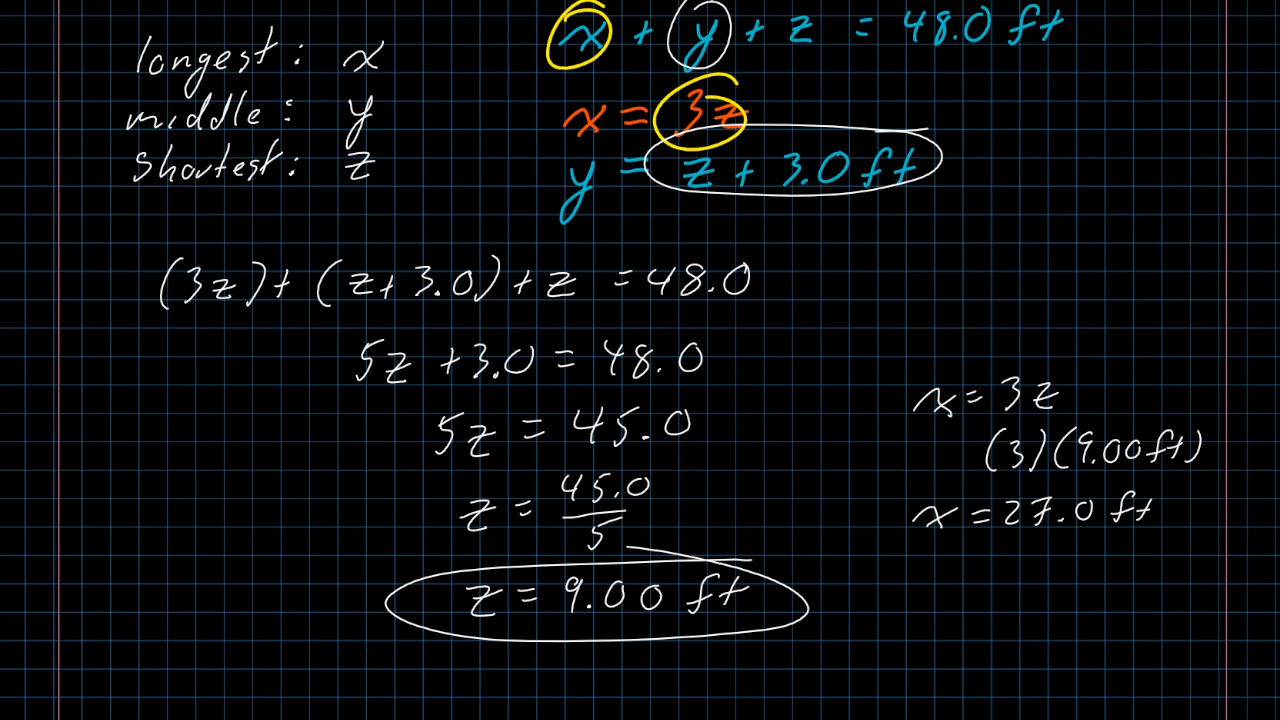 longest: x
middle: y
Shortest: z
x + y + z = 48.0 ft
x = 3z
y = z + 3.0 ft
(3z) + (z + 3.0) + z = 48.0
5z + 3.0 = 48.0
5z = 45.0
z = 45.0/5
z = 9.00 ft
x = 3z
(3)(9.00 ft)
x = 27.0 ft